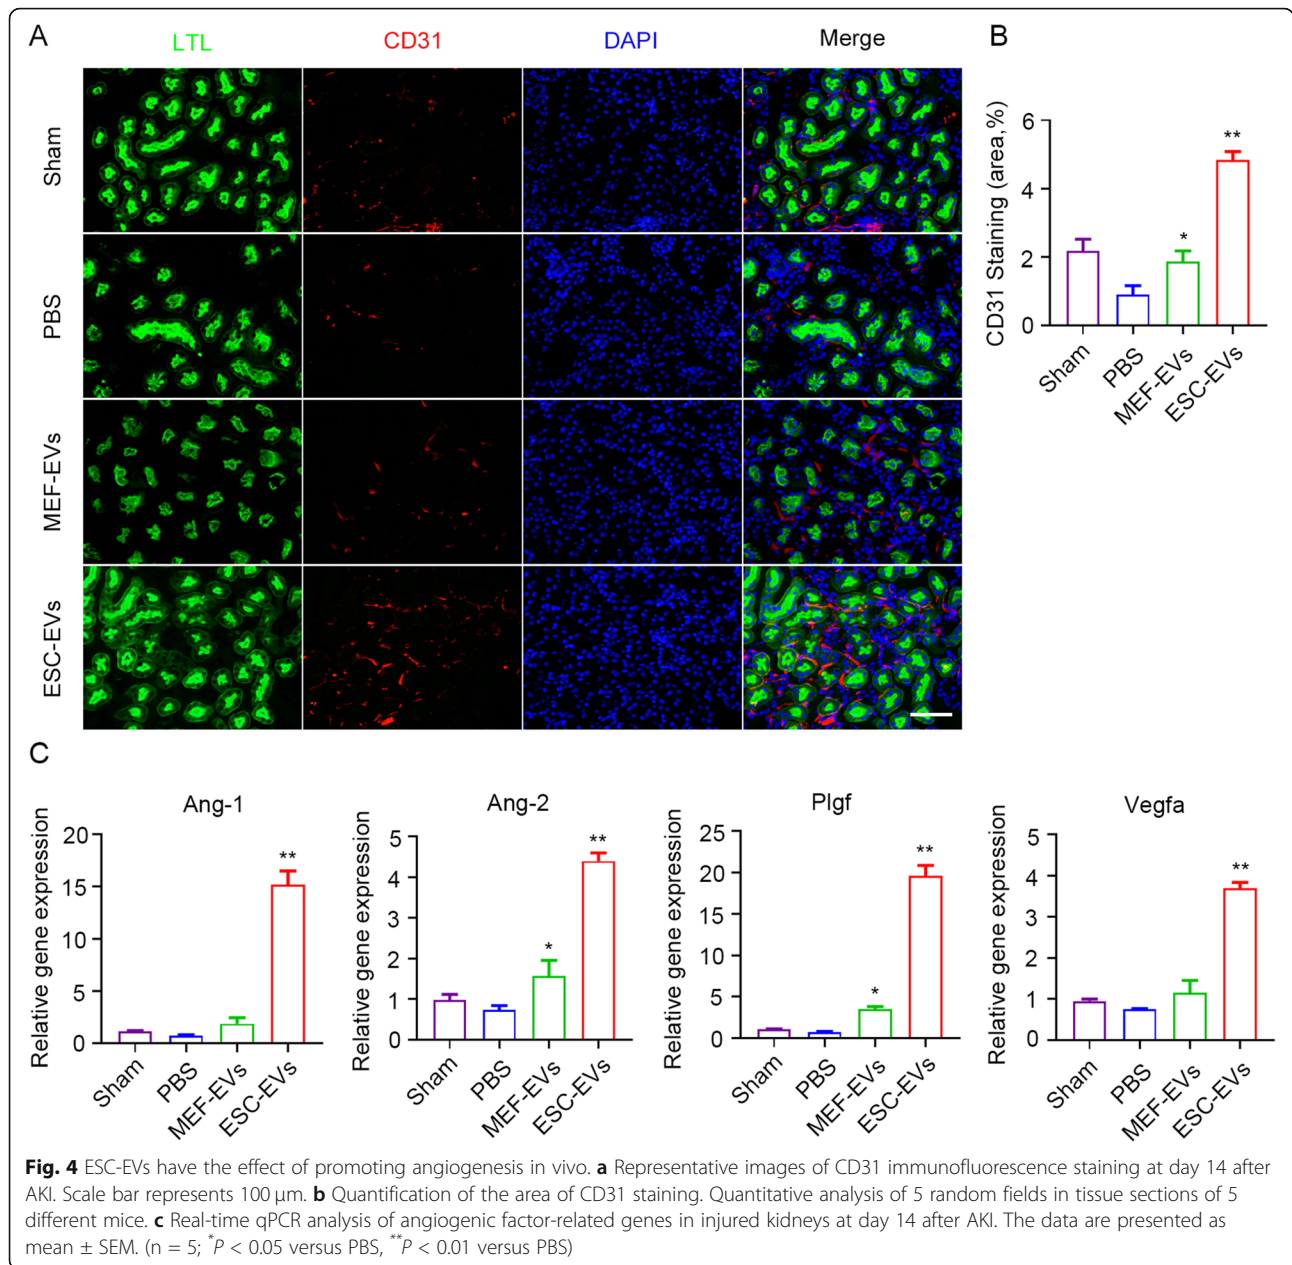 A
LTL
CD31
DAPI
Merge
Sham
PBS
MEF-EVs
ESC-EVs
B
CD31 Staining (area,%)
6
4
2
0
*
**
Sham
PBS
MEF-EVs
ESC-EVs
C
Ang-1
Relative gene expression
20
15
10
5
0
**
Sham
PBS
MEF-EVs
ESC-EVs
Ang-2
Relative gene expression
5
4
3
2
1
0
*
**
Sham
PBS
MEF-EVs
ESC-EVs
Plgf
Relative gene expression
25
20
15
10
5
0
*
**
Sham
PBS
MEF-EVs
ESC-EVs
Vegfa
Relative gene expression
5
4
3
2
1
0
**
Sham
PBS
MEF-EVs
ESC-EVs
Fig. 4 ESC-EVs have the effect of promoting angiogenesis in vivo. a Representative images of CD31 immunofluorescence staining at day 14 after
AKI. Scale bar represents 100 μm. b Quantification of the area of CD31 staining. Quantitative analysis of 5 random fields in tissue sections of 5
different mice. c Real-time qPCR analysis of angiogenic factor-related genes in injured kidneys at day 14 after AKI. The data are presented as
mean ± SEM. (n = 5; *P < 0.05 versus PBS, **P < 0.01 versus PBS)